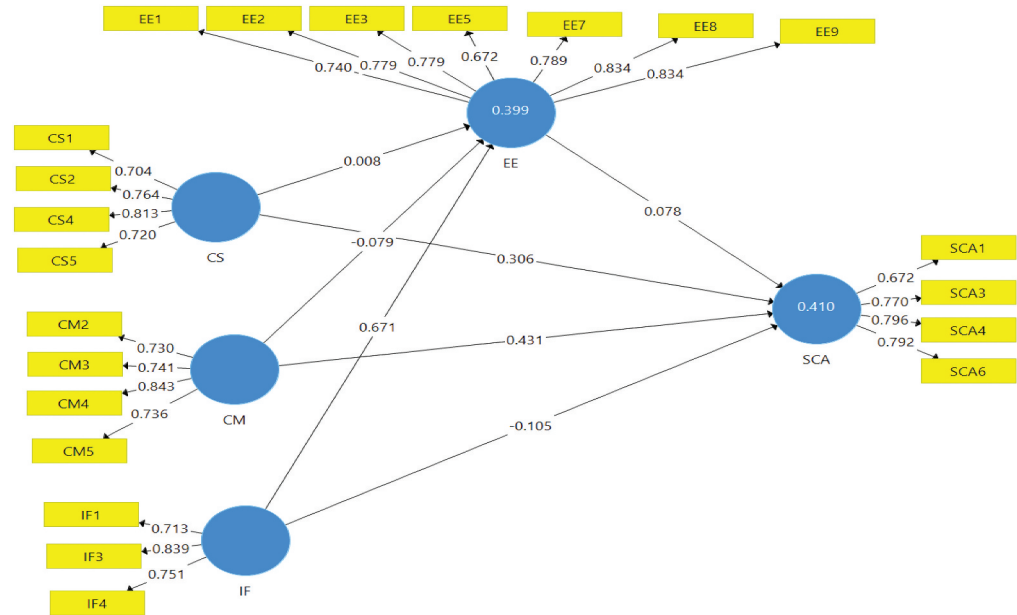 EE1
EE2
EE3
EE5
EE7
EE8
EE9
0.740
0.779
0.779
0.672
0.789
0.834
0.834
0.399
EE
CS1
CS2
CS4
CS5
0.704
0.764
0.813
0.720
CS
0.008
-0.079
0.671
0.078
0.306
0.431
-0.105
CM2
CM3
CM4
CM5
0.730
0.741
0.843
0.736
CM
0.410
SCA
SCA1
SCA3
SCA4
SCA6
0.672
0.770
0.796
0.792
IF1
IF3
IF4
0.713
0.839
0.751
IF